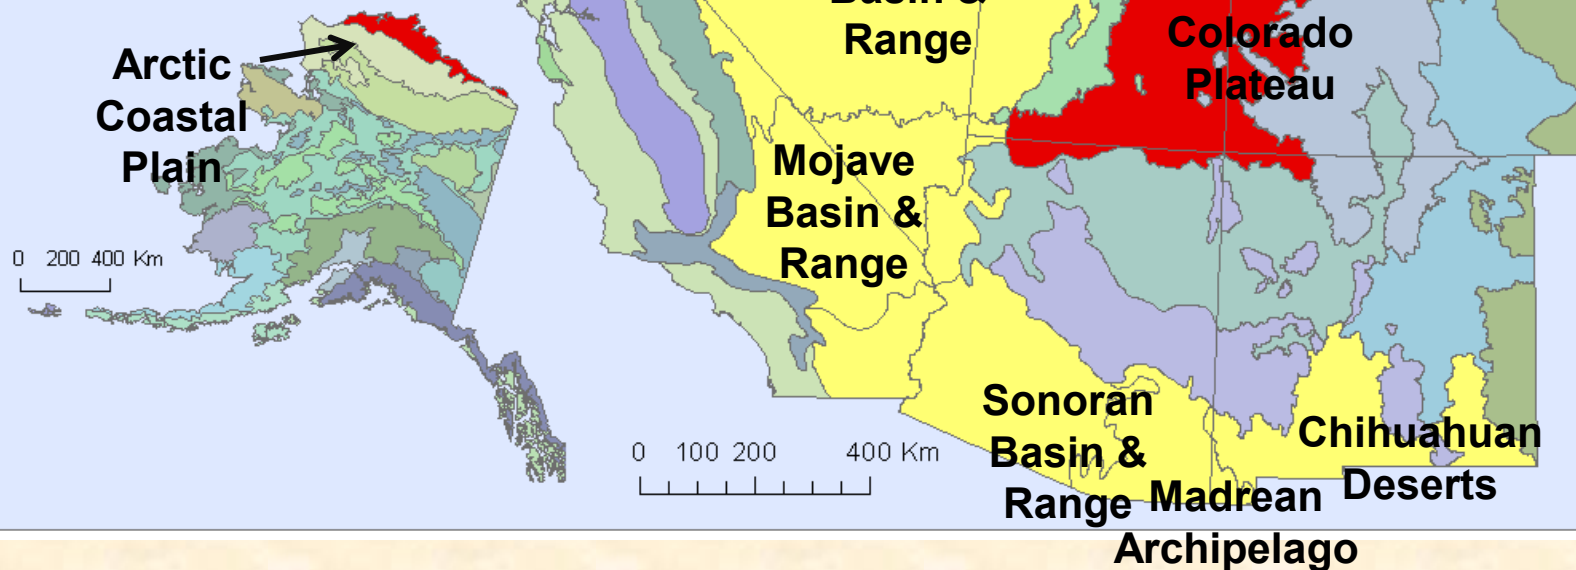 Basin &
Range
Colorado
Plateau
Arctic
Coastal
Plain
Mojave
Basin &
Range
0 200 400 Km
Sonoran
Basin &
Range
Chihuahuan
Deserts
Madrean
Archipelago
0 100 200 400 Km